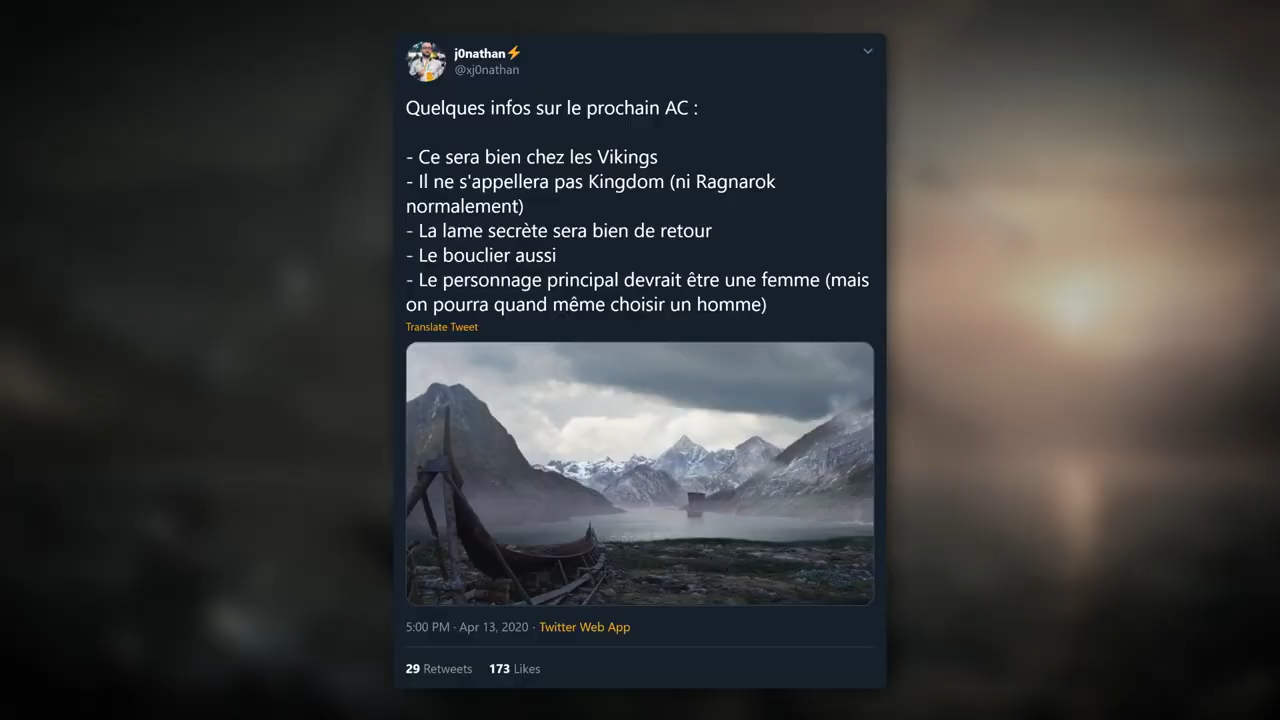 j0nathan⚡
@xj0nathan
Quelques infos sur le prochain AC :
- Ce sera bien chez les Vikings
- Il ne s'appellera pas Kingdom (ni Ragnarok
normalement)
- La lame secrète sera bien de retour
- Le bouclier aussi
- Le personnage principal devrait être une femme (mais
on pourra quand même choisir un homme)
Translate Tweet
5:00 PM · Apr 13, 2020 · Twitter Web App
29 Retweets 173 Likes